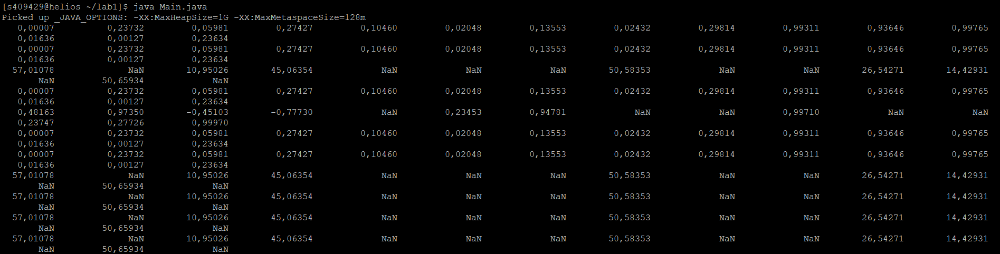 [s409429@helios ~/lab1]$ java Main.java
Picked up _JAVA_OPTIONS: -XX:MaxHeapSize=1G -XX:MaxMetaspaceSize=128m
0,00007 0,23732 0,05981 0,27427 0,10460 0,02048 0,13553 0,02432 0,29814 0,99311 0,93646 0,99765
0,01636 0,00127 0,23634
0,00007 0,23732 0,05981 0,27427 0,10460 0,02048 0,13553 0,02432 0,29814 0,99311 0,93646 0,99765
0,01636 0,00127 0,23634
57,01078 NaN 10,95026 45,06354 NaN NaN NaN 50,58353 NaN NaN 26,54271 14,42931
NaN 50,65934 NaN
0,00007 0,23732 0,05981 0,27427 0,10460 0,02048 0,13553 0,02432 0,29814 0,99311 0,93646 0,99765
0,01636 0,00127 0,23634
0,48163 0,97350 -0,45103 -0,77730 NaN 0,23453 0,94781 NaN NaN 0,99710 NaN NaN
0,23747 0,27726 0,99970
0,00007 0,23732 0,05981 0,27427 0,10460 0,02048 0,13553 0,02432 0,29814 0,99311 0,93646 0,99765
0,01636 0,00127 0,23634
0,00007 0,23732 0,05981 0,27427 0,10460 0,02048 0,13553 0,02432 0,29814 0,99311 0,93646 0,99765
0,01636 0,00127 0,23634
57,01078 NaN 10,95026 45,06354 NaN NaN NaN 50,58353 NaN NaN 26,54271 14,42931
NaN 50,65934 NaN
57,01078 NaN 10,95026 45,06354 NaN NaN NaN 50,58353 NaN NaN 26,54271 14,42931
NaN 50,65934 NaN
57,01078 NaN 10,95026 45,06354 NaN NaN NaN 50,58353 NaN NaN 26,54271 14,42931
NaN 50,65934 NaN
57,01078 NaN 10,95026 45,06354 NaN NaN NaN 50,58353 NaN NaN 26,54271 14,42931
NaN 50,65934 NaN